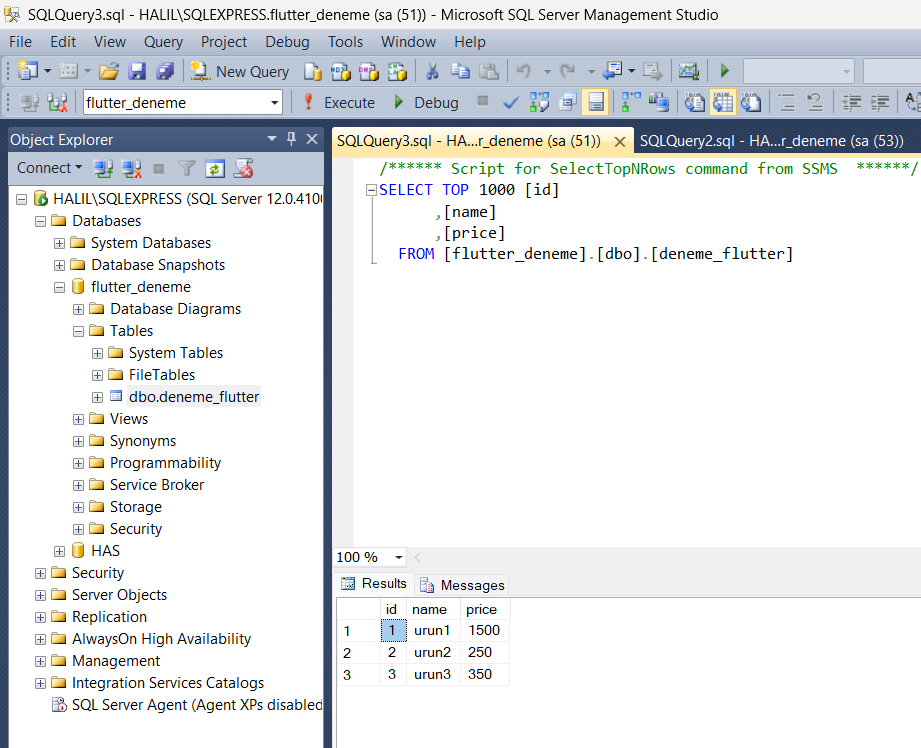 SQLQuery3.sql - HALIL\SQLEXPRESS.flutter_deneme (sa (51)) - Microsoft SQL Server Management Studio
File Edit View Query Project Debug Tools Window Help
New Query
flutter_deneme Execute Debug
Object Explorer
Connect
HALIL\SQLEXPRESS (SQL Server 12.0.4100
Databases
System Databases
Database Snapshots
flutter_deneme
Database Diagrams
Tables
System Tables
FileTables
dbo.deneme_flutter
Views
Synonyms
Programmability
Service Broker
Storage
Security
HAS
Security
Server Objects
Replication
AlwaysOn High Availability
Management
Integration Services Catalogs
SQL Server Agent (Agent XPs disabled
SQLQuery3.sql - HA...r_deneme (sa (51)) SQLQuery2.sql - HA...r_deneme (sa (53))
/****** Script for SelectTopNRows command from SSMS ******/
SELECT TOP 1000 [id]
,[name]
,[price]
FROM [flutter_deneme].[dbo].[deneme_flutter]
100 %
Results Messages
id name price
1 1 urun1 1500
2 2 urun2 250
3 3 urun3 350